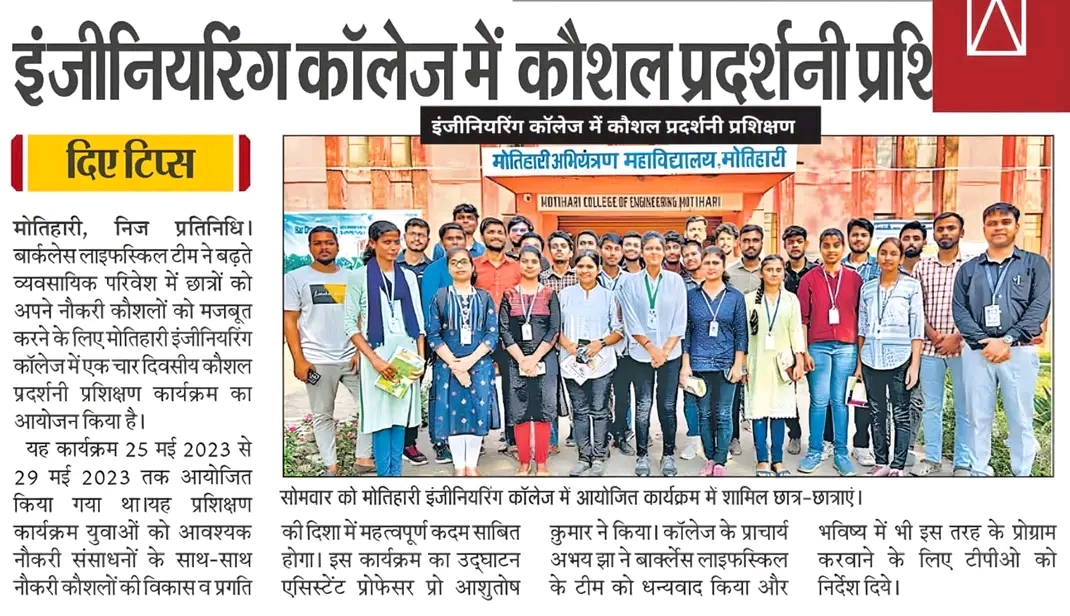 इंजीनियरिंग कॉलेज में कौशल प्रदर्शनी
इंजीनियरिंग कॉलेज में कौशल प्रदर्शनी प्रशिक्षण
दिए टिप्स
मोतिहारी, निज प्रतिनिधि।
बार्कलेस लाइफस्किल टीम ने बढ़ते
व्यवसायिक परिवेश में छात्रों को
अपने नौकरी कौशलों को मजबूत
करने के लिए मोतिहारी इंजीनियरिंग
कॉलेज में एक चार दिवसीय कौशल
प्रदर्शनी प्रशिक्षण कार्यक्रम का
आयोजन किया है।
यह कार्यक्रम 25 मई 2023 से
29 मई 2023 तक आयोजित
किया गया था।यह प्रशिक्षण
कार्यक्रम युवाओं को आवश्यक
नौकरी संसाधनों के साथ-साथ
नौकरी कौशलों की विकास व प्रगति
मोतिहारी अभियंत्रण महाविद्यालय, मोतिहारी
MOTIHARI COLLEGE OF ENGINEERING MOTIHARI
सोमवार को मोतिहारी इंजीनियरिंग कॉलेज में आयोजित कार्यक्रम में शामिल छात्र-छात्राएं।
की दिशा में महत्वपूर्ण कदम साबित
होगा। इस कार्यक्रम का उद्घाटन
एसिस्टेंट प्रोफेसर प्रो आशुतोष
कुमार ने किया। कॉलेज के प्राचार्य
अभय झा ने बार्क्लेस लाइफस्किल
के टीम को धन्यवाद किया और
भविष्य में भी इस तरह के प्रोग्राम
करवाने के लिए टीपीओ को
निर्देश दिये।